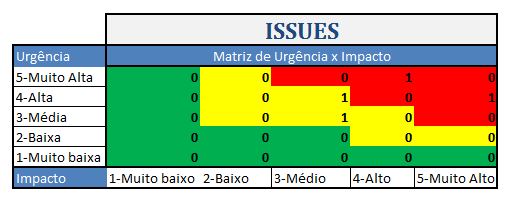 ISSUES
Urgência Matriz de Urgência x Impacto
5-Muito Alta 0 0 0 1 0
4-Alta 0 0 1 0 1
3-Média 0 0 1 0 0
2-Baixa 0 0 0 0 0
1-Muito baixa 0 0 0 0 0
Impacto 1-Muito baixo 2-Baixo 3-Médio 4-Alto 5-Muito Alto